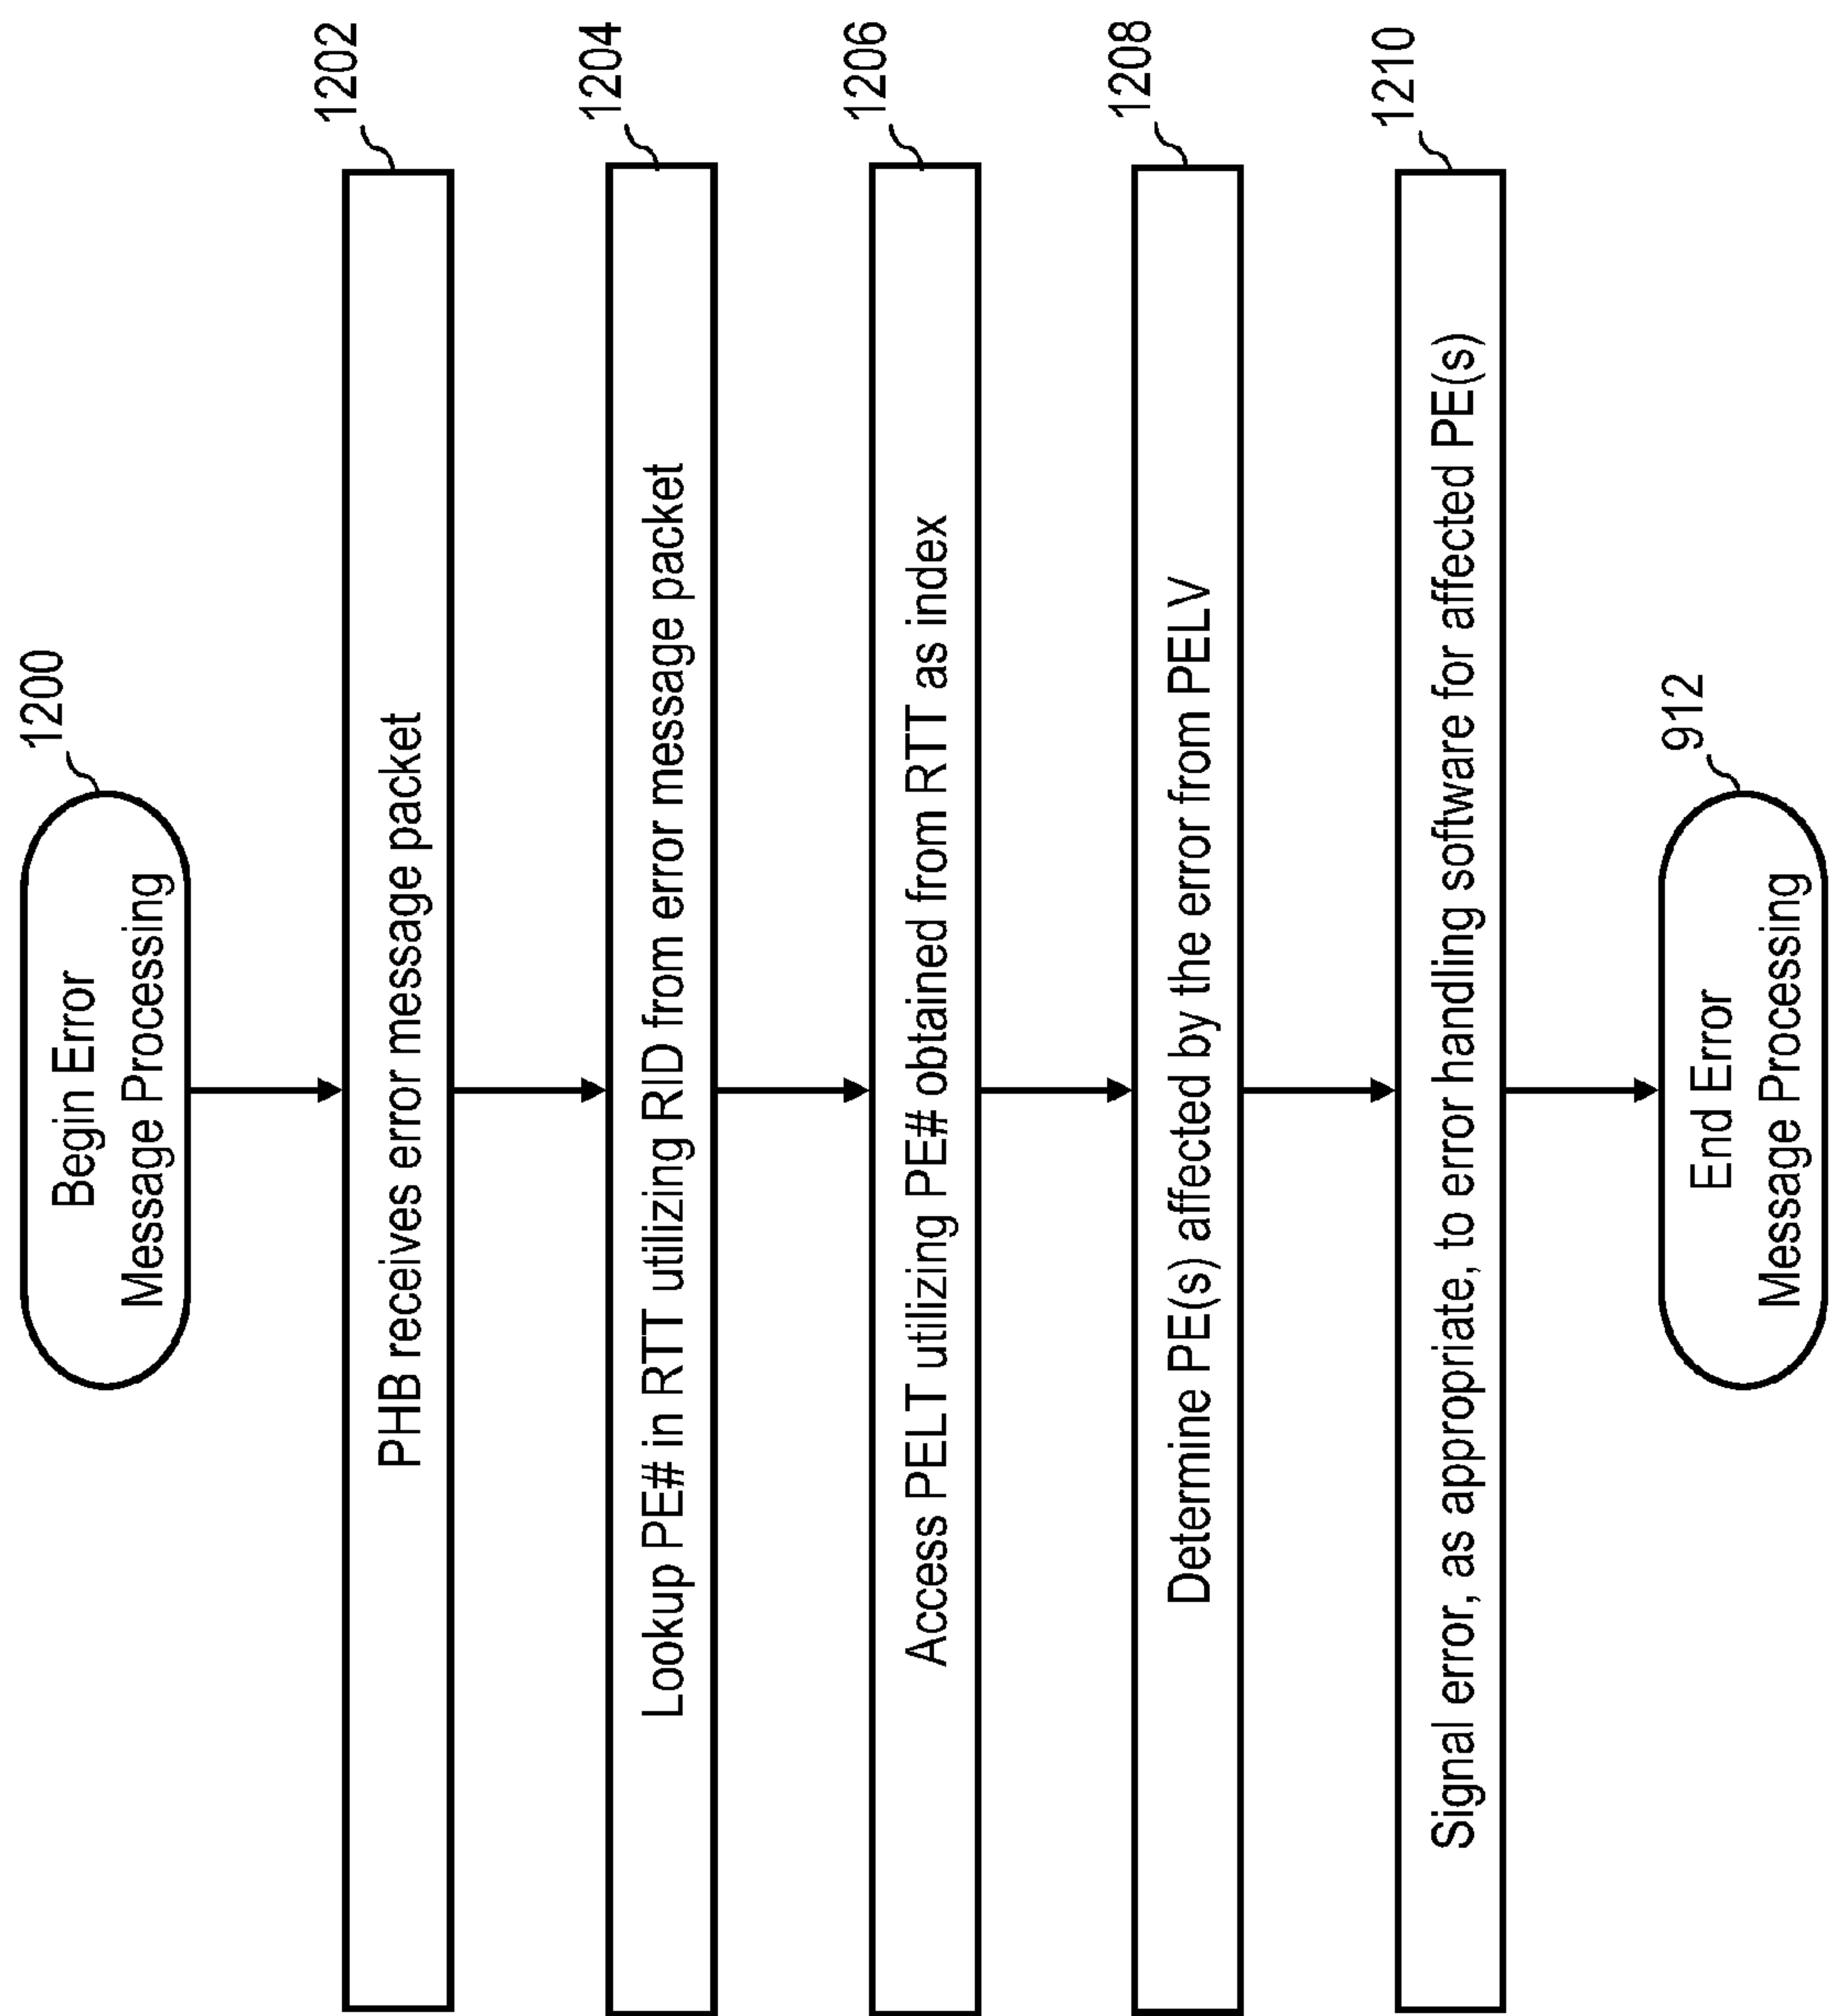 1200
Begin Error
Message Processing
1202
PHB receives error message packet
1204
Lookup PE# in RTT utilizing RID from error message packet
1206
Access PELT utilizing PE# obtained from RTT as index
1208
Determine PE(s) affected by the error from PELV
1210
Signal error, as appropriate, to error handling software for affected PE(s)
912
End Error
Message Processing